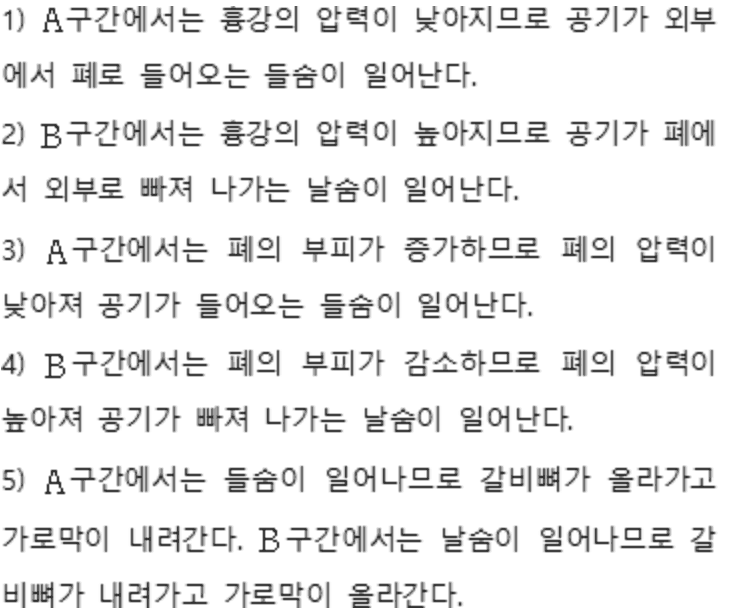 1) A구간에서는 흉강의 압력이 낮아지므로 공기가 외부
에서 폐로 들어오는 들숨이 일어난다.
2) B구간에서는 흉강의 압력이 높아지므로 공기가 폐에
서 외부로 빠져 나가는 날숨이 일어난다.
3) A구간에서는 폐의 부피가 증가하므로 폐의 압력이
낮아져 공기가 들어오는 들숨이 일어난다.
4) B구간에서는 폐의 부피가 감소하므로 폐의 압력이
높아져 공기가 빠져 나가는 날숨이 일어난다.
5) A구간에서는 들숨이 일어나므로 갈비뼈가 올라가고
가로막이 내려간다. B구간에서는 날숨이 일어나므로 갈
비뼈가 내려가고 가로막이 올라간다.